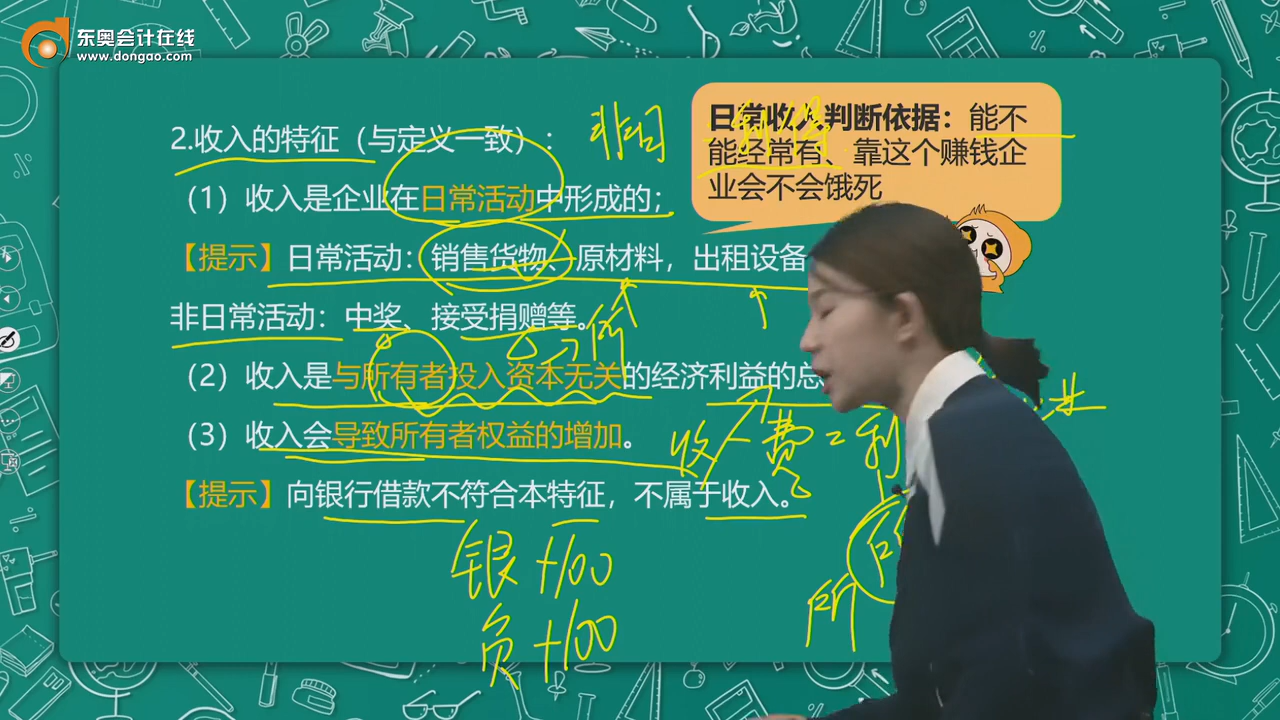 东奥会计在线
www.dongao.com
2.收入的特征（与定义一致）：
非日
日常收入判断依据：能不
能经常有、靠这个赚钱企
业会不会饿死
（1）收入是企业在日常活动中形成的；
【提示】日常活动：销售货物、原材料，出租设备
非日常活动：中奖、接受捐赠等。
所
（2）收入是与所有者投入资本无关的经济利益的总
业
（3）收入会导致所有者权益的增加。
收入 费 = 利
【提示】向银行借款不符合本特征，不属于收入。
银 +100
所
负 +100